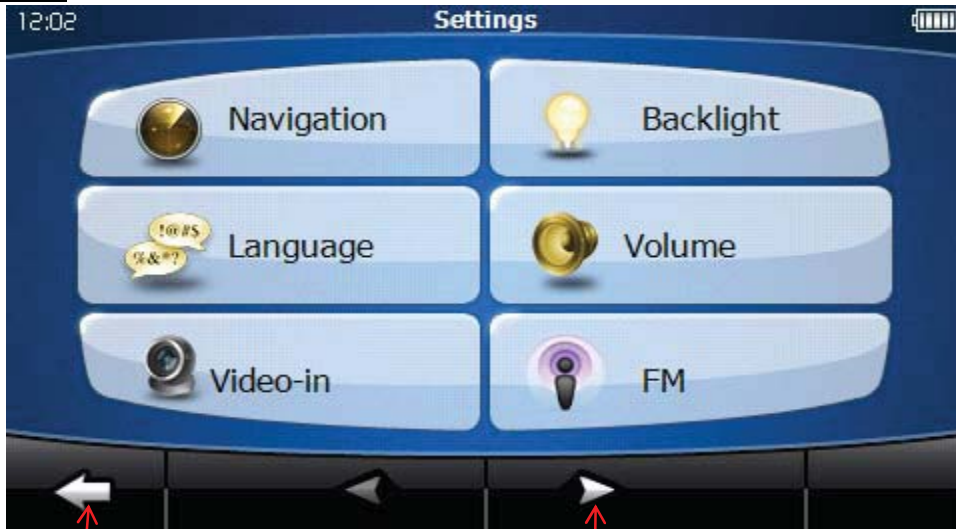 12:02 Settings
Navigation Backlight
!@#$
%&*?
Language Volume
Video-in FM